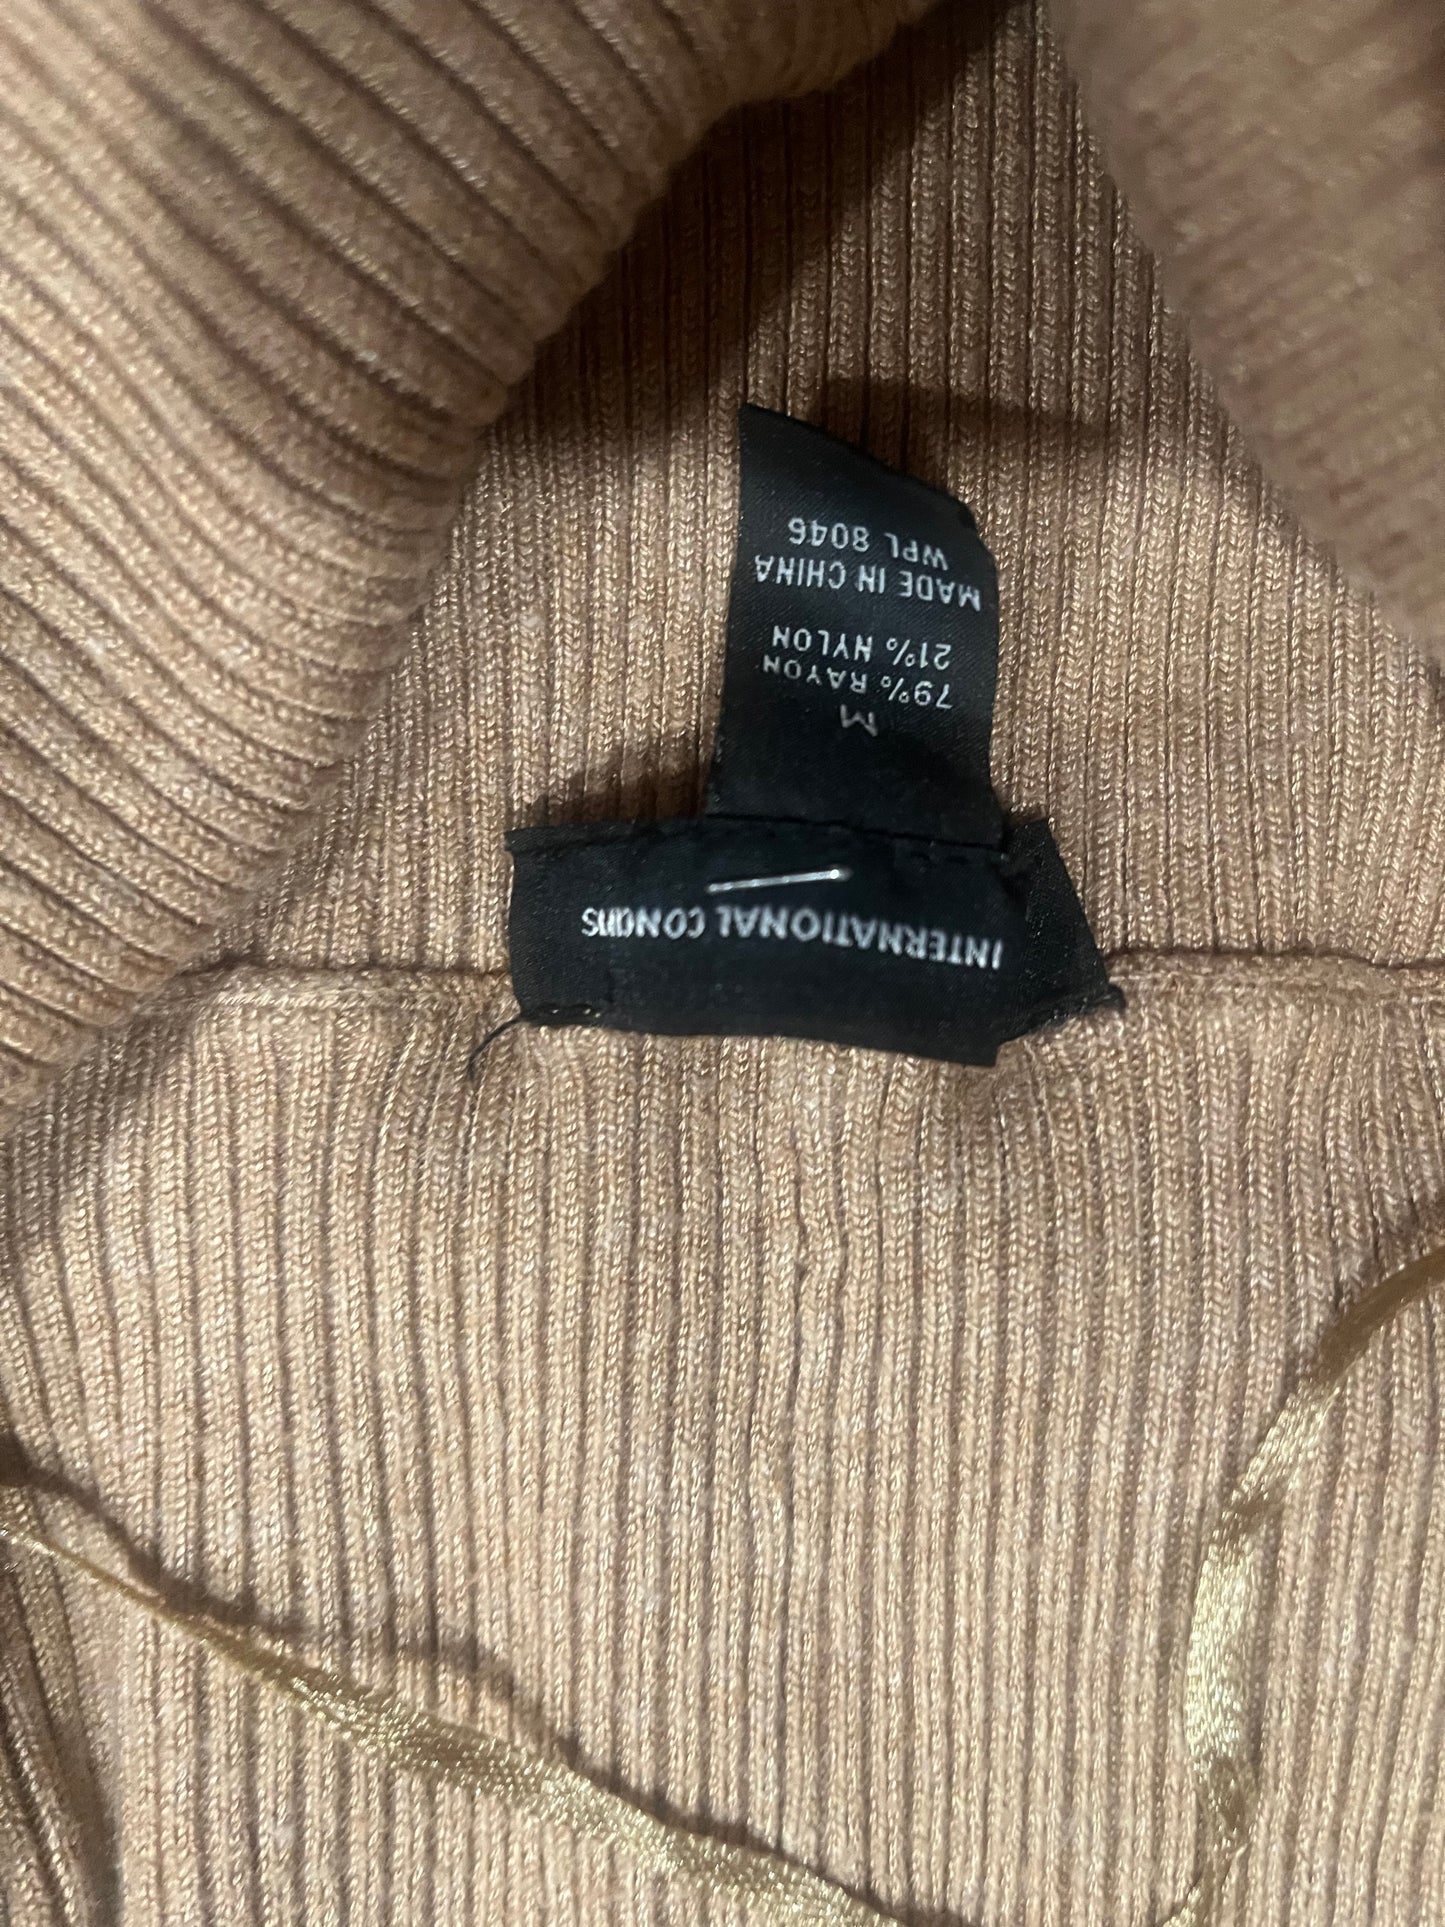 INTERNATIONAL CONCEPTS
M
79% RAYON
21% NYLON
MADE IN CHINA
WPL 8046